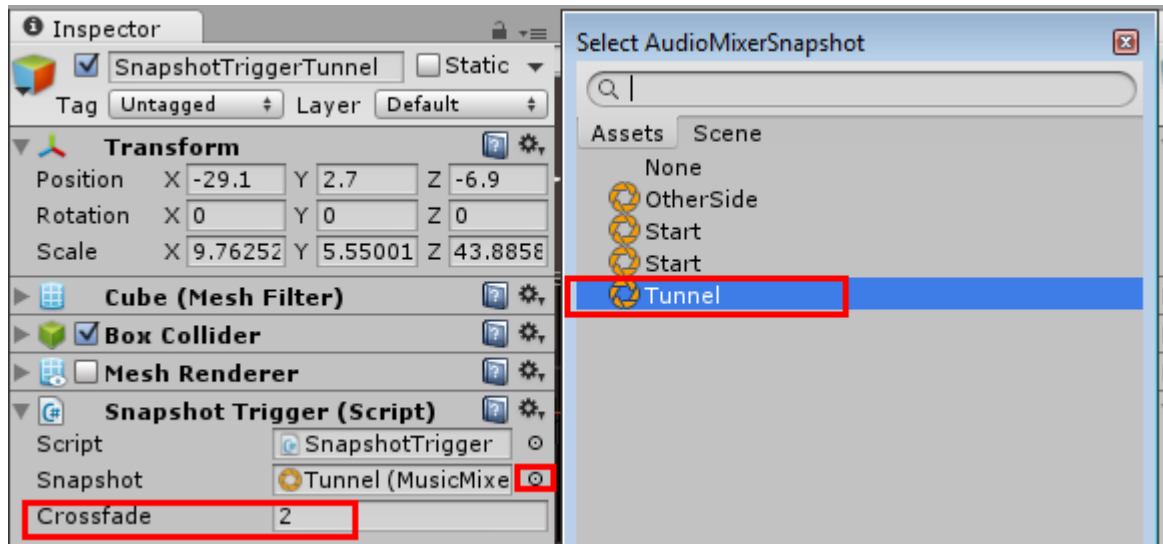 Inspector
SnapshotTriggerTunnel Static
Tag Untagged Layer Default
Transform
Position X -29.1 Y 2.7 Z -6.9
Rotation X 0 Y 0 Z 0
Scale X 9.76252 Y 5.55001 Z 43.8858
Cube (Mesh Filter)
Box Collider
Mesh Renderer
Snapshot Trigger (Script)
Script SnapshotTrigger
Snapshot Tunnel (MusicMixe
Crossfade 2
Select AudioMixerSnapshot
Assets Scene
None
OtherSide
Start
Start
Tunnel